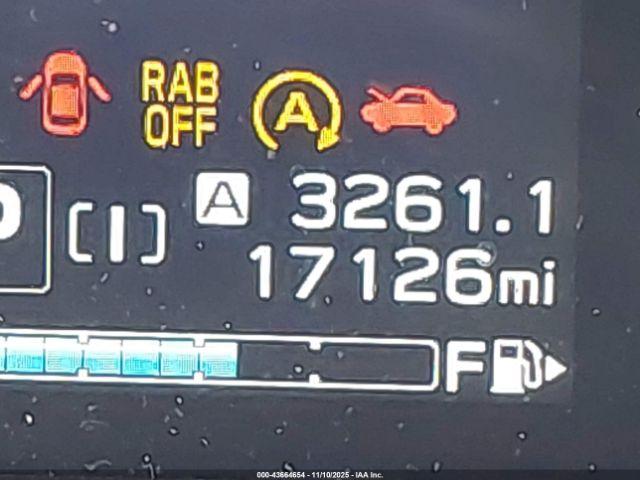 RAB
OFF
A
A 3261.1
17126mi
F
000-43664654 - 11/10/2025 - IAA Inc.